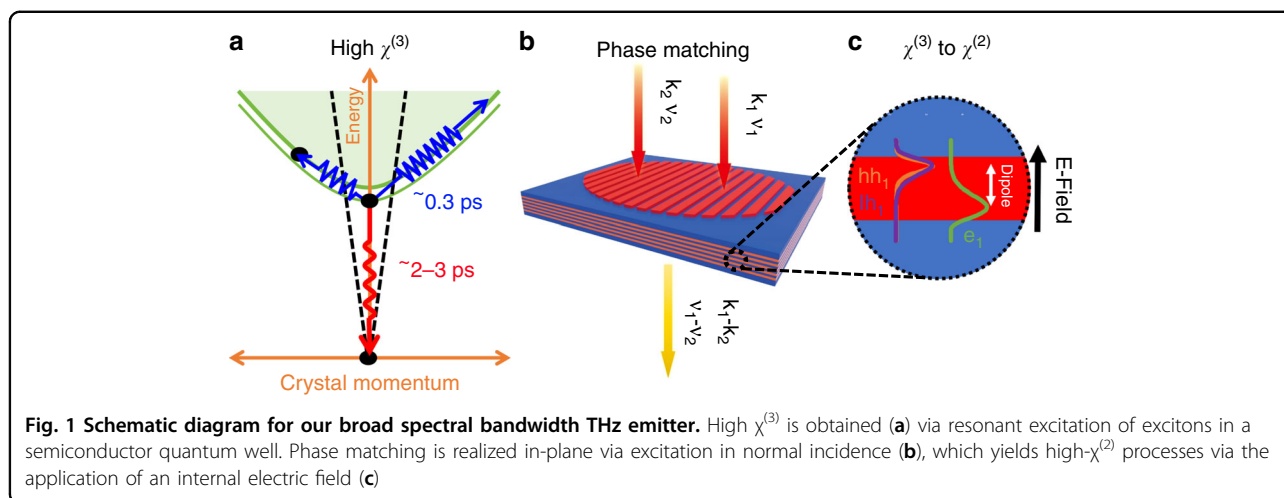 a
High χ⁽³⁾
Energy
~0.3 ps
~2–3 ps
Crystal momentum
b
Phase matching
k₂ ν₂
k₁ ν₁
ν₁-ν₂
k₁-k₂
c
χ⁽³⁾ to χ⁽²⁾
hh₁
lh₁
e₁
Dipole
E-Field
Fig. 1 Schematic diagram for our broad spectral bandwidth THz emitter. High χ⁽³⁾ is obtained (a) via resonant excitation of excitons in a
semiconductor quantum well. Phase matching is realized in-plane via excitation in normal incidence (b), which yields high-χ⁽²⁾ processes via the
application of an internal electric field (c)